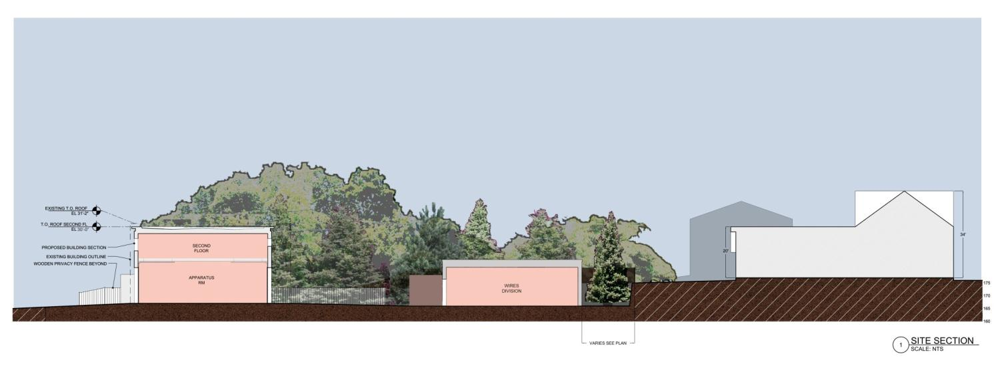 EXISTING T.O. ROOF
EL 31'-2"
T.O. ROOF SECOND FL
EL 30'-0"
PROPOSED BUILDING SECTION
EXISTING BUILDING OUTLINE
WOODEN PRIVACY FENCE BEYOND
SECOND
FLOOR
APPARATUS
RM
WIRES
DIVISION
VARIES SEE PLAN
20'
34'
175
170
165
160
1
SITE SECTION
SCALE: NTS